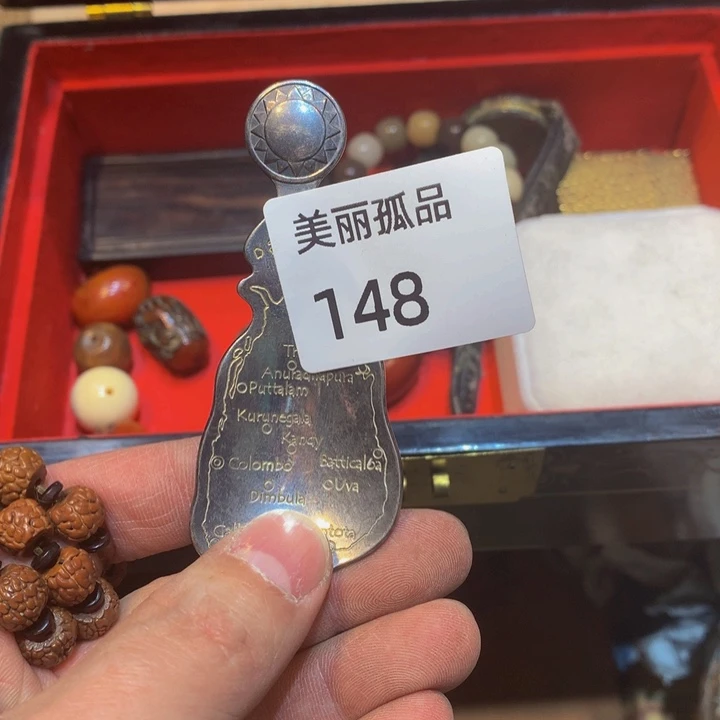 美丽孤品
148
Anuradhapura
Puttalam
Kurunegala
Kandy
Colombo
Batticaloa
Uva
Dimbula